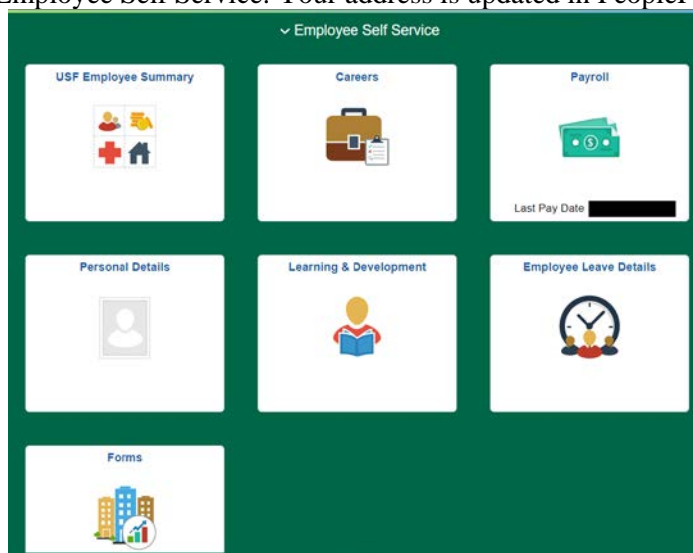 Employee Self Service. Your address is updated in
Employee Self Service
USF Employee Summary
Careers
Payroll
Last Pay Date
Personal Details
Learning & Development
Employee Leave Details
Forms